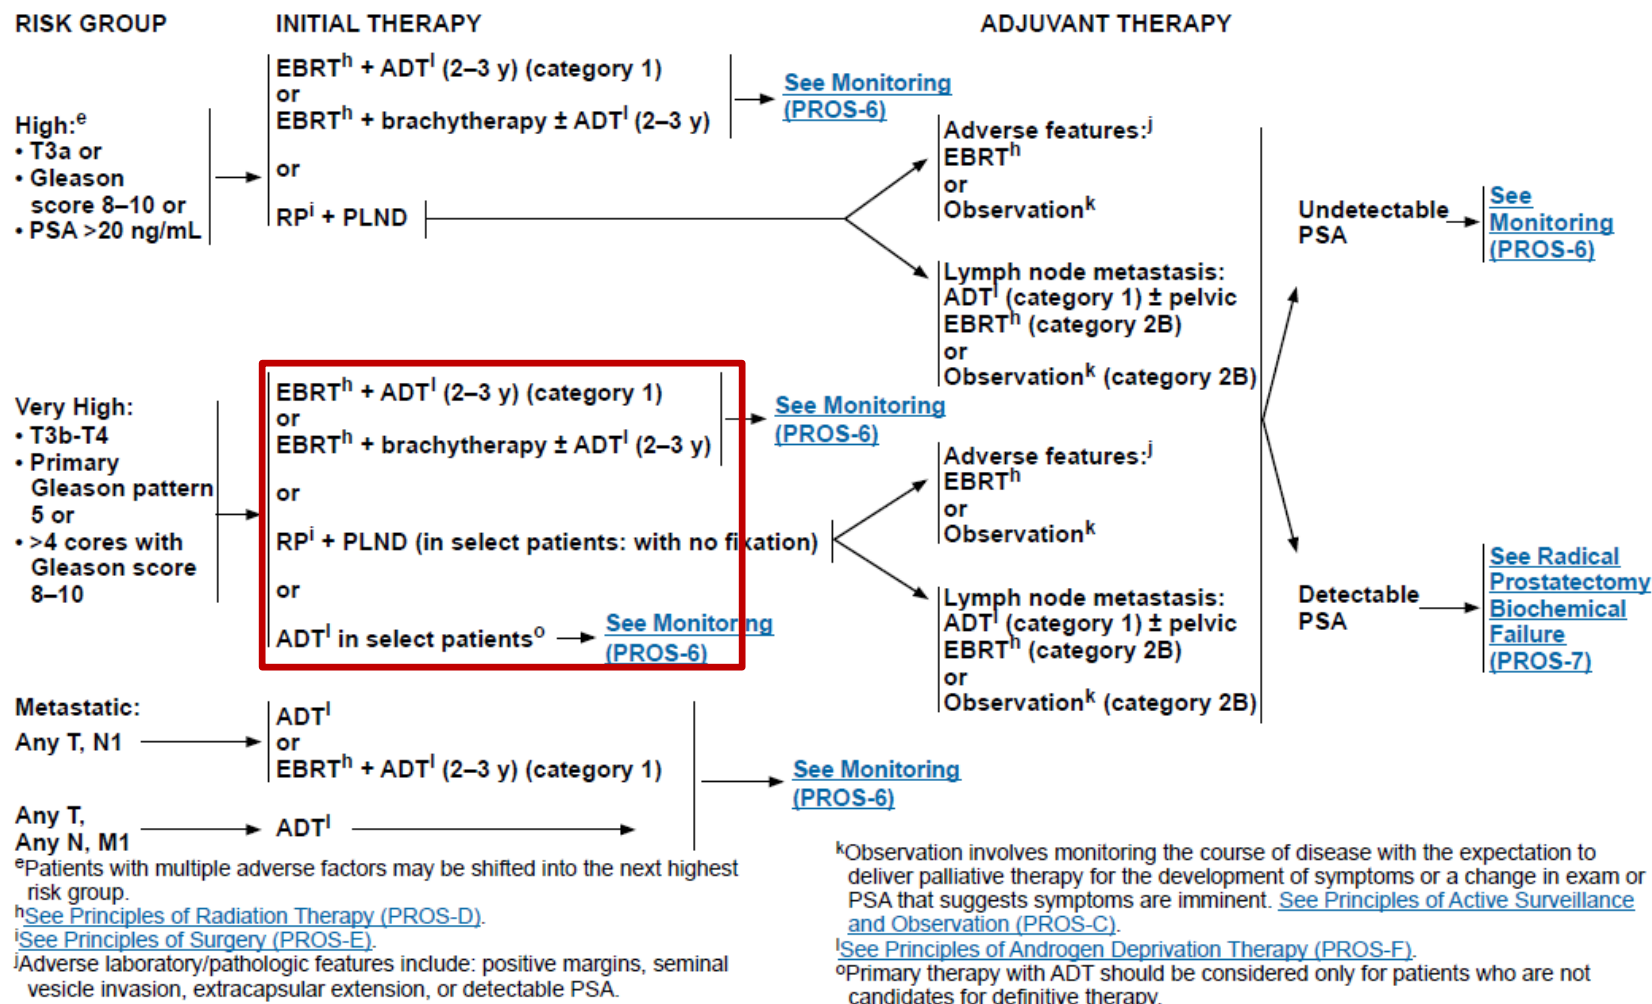 RISK GROUP
INITIAL THERAPY
ADJUVANT THERAPY
High:e
• T3a or
• Gleason
score 8–10 or
• PSA >20 ng/mL
EBRTh + ADTl (2–3 y) (category 1)
or
EBRTh + brachytherapy ± ADTl (2–3 y)
or
RPi + PLND
See Monitoring
(PROS-6)
Adverse features:j
EBRTh
or
Observationk
Lymph node metastasis:
ADTl (category 1) ± pelvic
EBRTh (category 2B)
or
Observationk (category 2B)
Undetectable
PSA
See
Monitoring
(PROS-6)
Very High:
• T3b-T4
• Primary
Gleason pattern
5 or
• >4 cores with
Gleason score
8–10
EBRTh + ADTl (2–3 y) (category 1)
or
EBRTh + brachytherapy ± ADTl (2–3 y)
or
RPi + PLND (in select patients: with no fixation)
or
ADTl in select patientso
See Monitoring
(PROS-6)
See Monitoring
(PROS-6)
Adverse features:j
EBRTh
or
Observationk
Lymph node metastasis:
ADTl (category 1) ± pelvic
EBRTh (category 2B)
or
Observationk (category 2B)
Detectable
PSA
See Radical
Prostatectomy
Biochemical
Failure
(PROS-7)
Metastatic:
Any T, N1
ADTl
or
EBRTh + ADTl (2–3 y) (category 1)
Any T,
Any N, M1
ADTl
See Monitoring
(PROS-6)
ePatients with multiple adverse factors may be shifted into the next highest
risk group.
hSee Principles of Radiation Therapy (PROS-D).
iSee Principles of Surgery (PROS-E).
jAdverse laboratory/pathologic features include: positive margins, seminal
vesicle invasion, extracapsular extension, or detectable PSA.
kObservation involves monitoring the course of disease with the expectation to
deliver palliative therapy for the development of symptoms or a change in exam or
PSA that suggests symptoms are imminent. See Principles of Active Surveillance
and Observation (PROS-C).
lSee Principles of Androgen Deprivation Therapy (PROS-F).
oPrimary therapy with ADT should be considered only for patients who are not
candidates for definitive therapy.